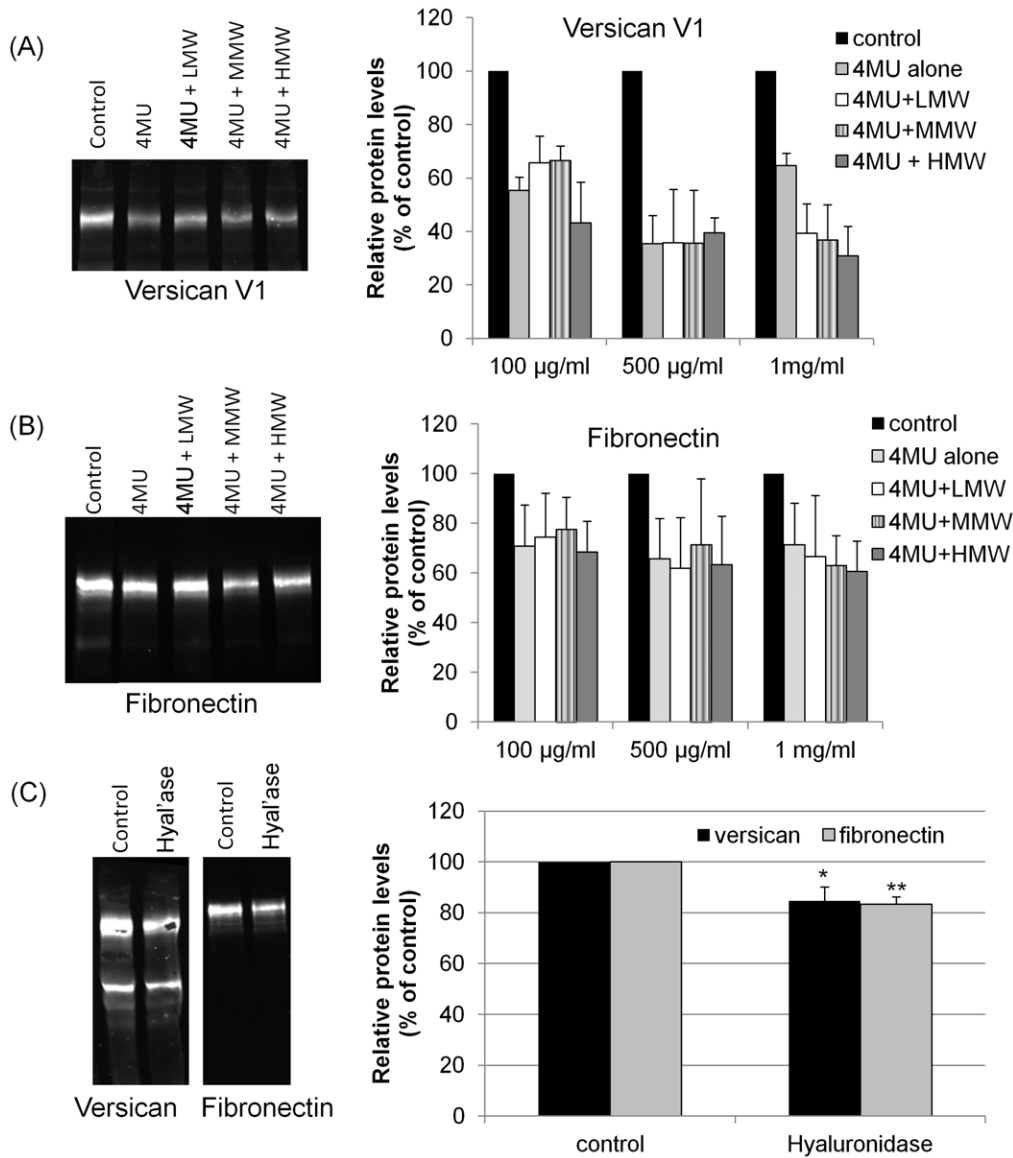 (A)
Control
4MU
4MU + LMW
4MU + MMW
4MU + HMW
Versican V1
Versican V1
Relative protein levels
(% of control)
120
100
80
60
40
20
0
100 µg/ml
500 µg/ml
1mg/ml
control
4MU alone
4MU+LMW
4MU+MMW
4MU + HMW
(B)
Control
4MU
4MU + LMW
4MU + MMW
4MU + HMW
Fibronectin
Fibronectin
Relative protein levels
(% of control)
120
100
80
60
40
20
0
100 µg/ml
500 µg/ml
1 mg/ml
control
4MU alone
4MU+LMW
4MU+MMW
4MU+HMW
(C)
Control
Hyal'ase
Control
Hyal'ase
Versican
Fibronectin
Relative protein levels
(% of control)
120
100
80
60
40
20
0
versican
fibronectin
*
**
control
Hyaluronidase